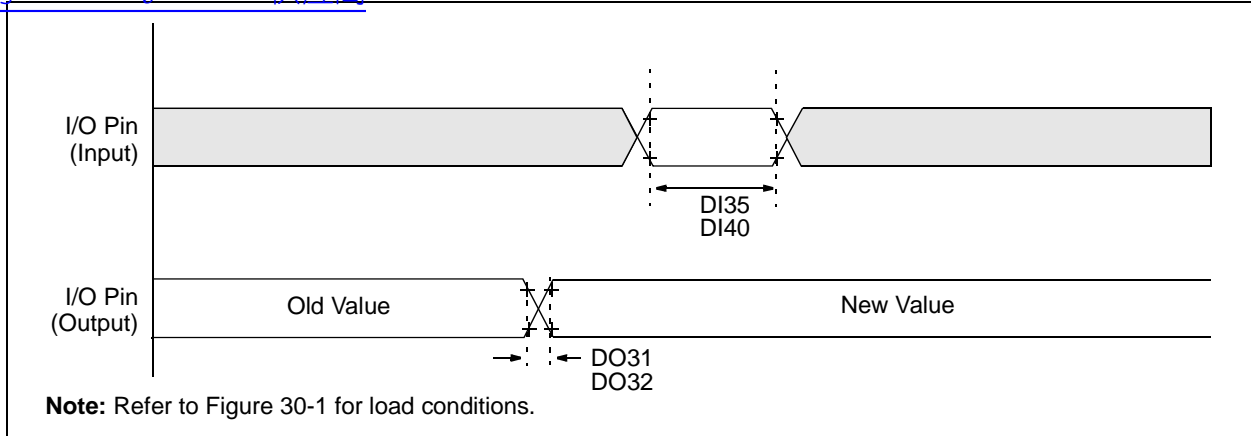 I/O Pin
(Input)
DI35
DI40
I/O Pin
(Output)
Old Value
New Value
DO31
DO32
Note: Refer to Figure 30-1 for load conditions.